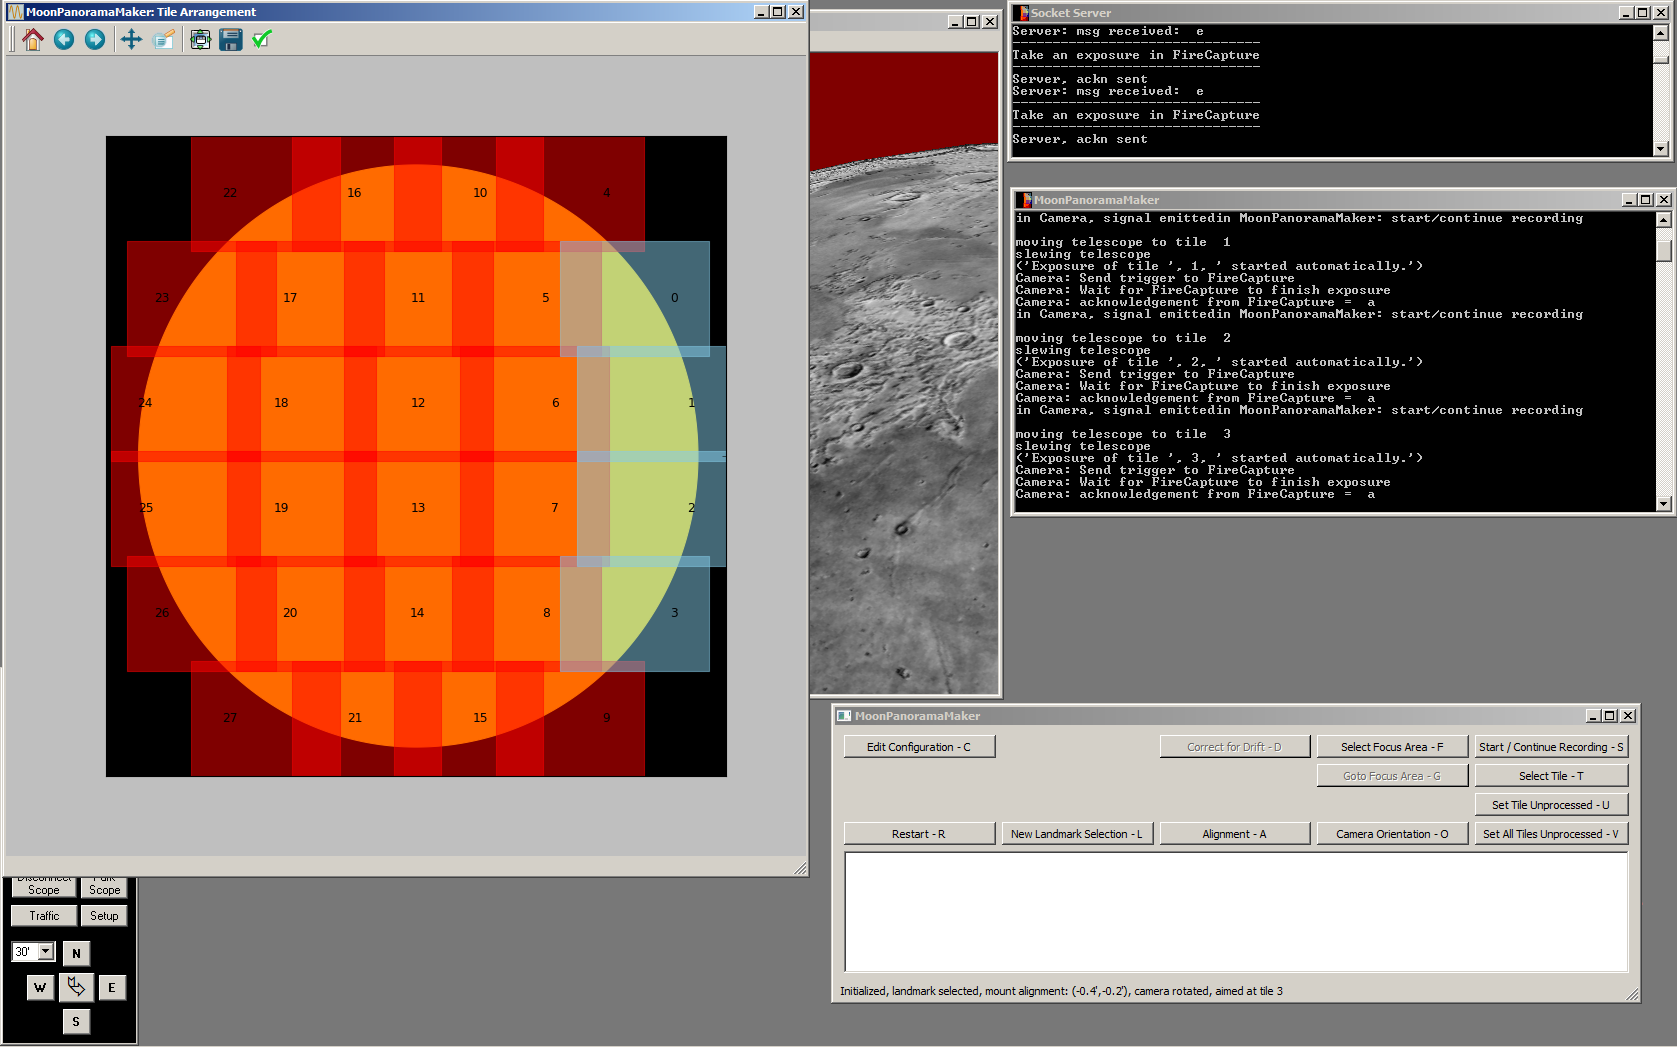 MoonPanoramaMaker: Tile Arrangement
22 16 10 4
23 17 11 5 0
24 18 12 6 1
25 19 13 7 2
26 20 14 8 3
27 21 15 9
Disconnect
Scope
Park
Scope
Traffic
Setup
30'
N
W
E
S
Socket Server
Server: msg received:  e
--------------------------------
Take an exposure in FireCapture
--------------------------------
Server, ackn sent
Server: msg received:  e
--------------------------------
Take an exposure in FireCapture
--------------------------------
Server, ackn sent
MoonPanoramaMaker
in Camera, signal emittedin MoonPanoramaMaker: start/continue recording
moving telescope to tile  1
slewing telescope
('Exposure of tile ', 1, ' started automatically.')
Camera: Send trigger to FireCapture
Camera: Wait for FireCapture to finish exposure
Camera: acknowledgement from FireCapture =  a
in Camera, signal emittedin MoonPanoramaMaker: start/continue recording
moving telescope to tile  2
slewing telescope
('Exposure of tile ', 2, ' started automatically.')
Camera: Send trigger to FireCapture
Camera: Wait for FireCapture to finish exposure
Camera: acknowledgement from FireCapture =  a
in Camera, signal emittedin MoonPanoramaMaker: start/continue recording
moving telescope to tile  3
slewing telescope
('Exposure of tile ', 3, ' started automatically.')
Camera: Send trigger to FireCapture
Camera: Wait for FireCapture to finish exposure
Camera: acknowledgement from FireCapture =  a
MoonPanoramaMaker
Edit Configuration - C
Correct for Drift - D
Select Focus Area - F
Start / Continue Recording - S
Goto Focus Area - G
Select Tile - T
Set Tile Unprocessed - U
Restart - R
New Landmark Selection - L
Alignment - A
Camera Orientation - O
Set All Tiles Unprocessed - V
Initialized, landmark selected, mount alignment: (-0.4',-0.2'), camera rotated, aimed at tile 3